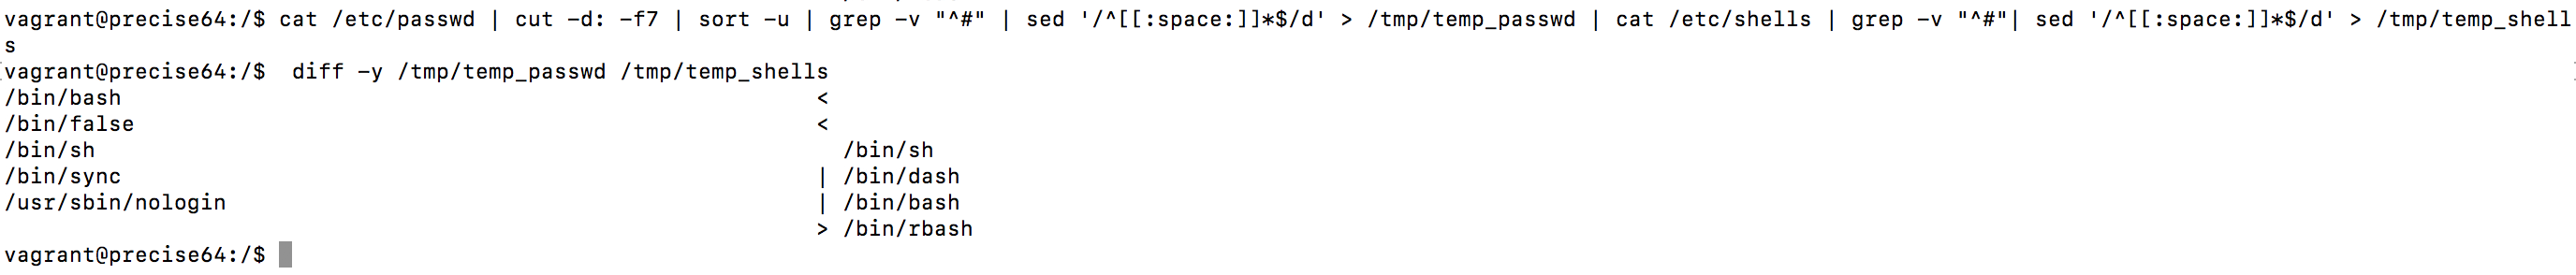 vagrant@precise64:/$ cat /etc/passwd | cut -d: -f7 | sort -u | grep -v "^#" | sed '/^[[:space:]]*$/d' > /tmp/temp_passwd | cat /etc/shells | grep -v "^#"| sed '/^[[:space:]]*$/d' > /tmp/temp_shell
s
vagrant@precise64:/$  diff -y /tmp/temp_passwd /tmp/temp_shells
/bin/bash                                                     <
/bin/false                                                    <
/bin/sh                                                         /bin/sh
/bin/sync                                                     | /bin/dash
/usr/sbin/nologin                                             | /bin/bash
                                                              > /bin/rbash
vagrant@precise64:/$